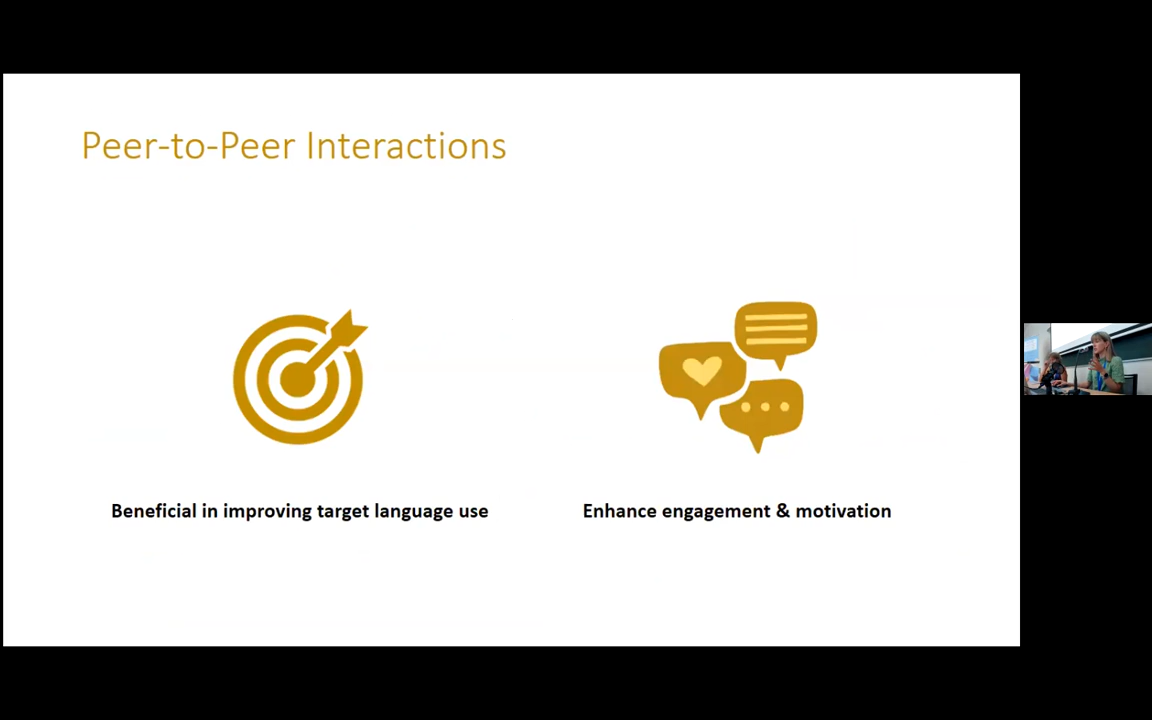 Peer-to-Peer Interactions
Beneficial in improving target language use
Enhance engagement & motivation